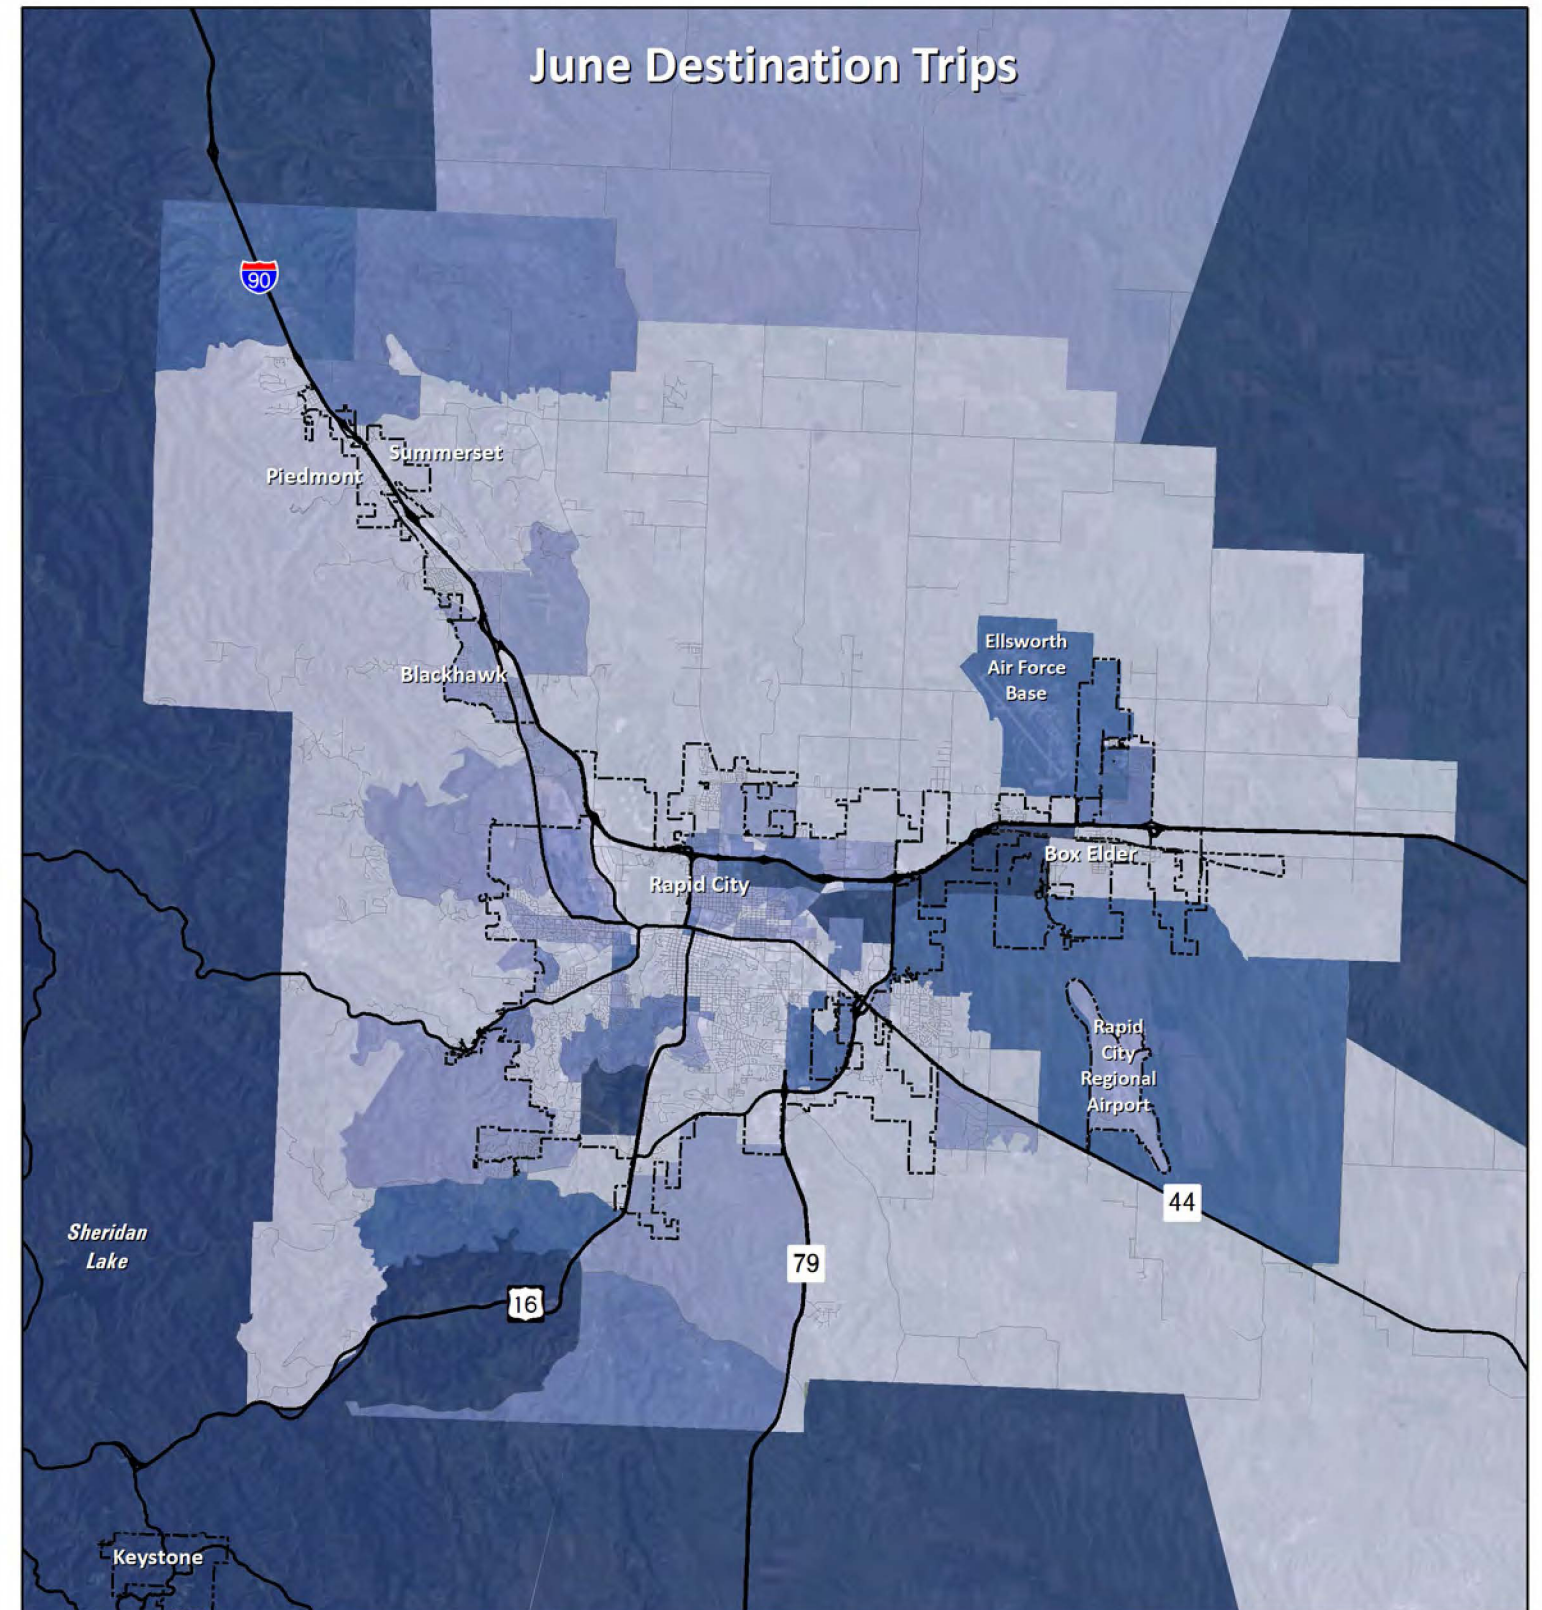 June Destination Trips
90
Summerset
Piedmont
Ellsworth
Air Force
Base
Blackhawk
Box Elder
Rapid City
Rapid
City
Regional
Airport
44
Sheridan
Lake
79
16
Keystone